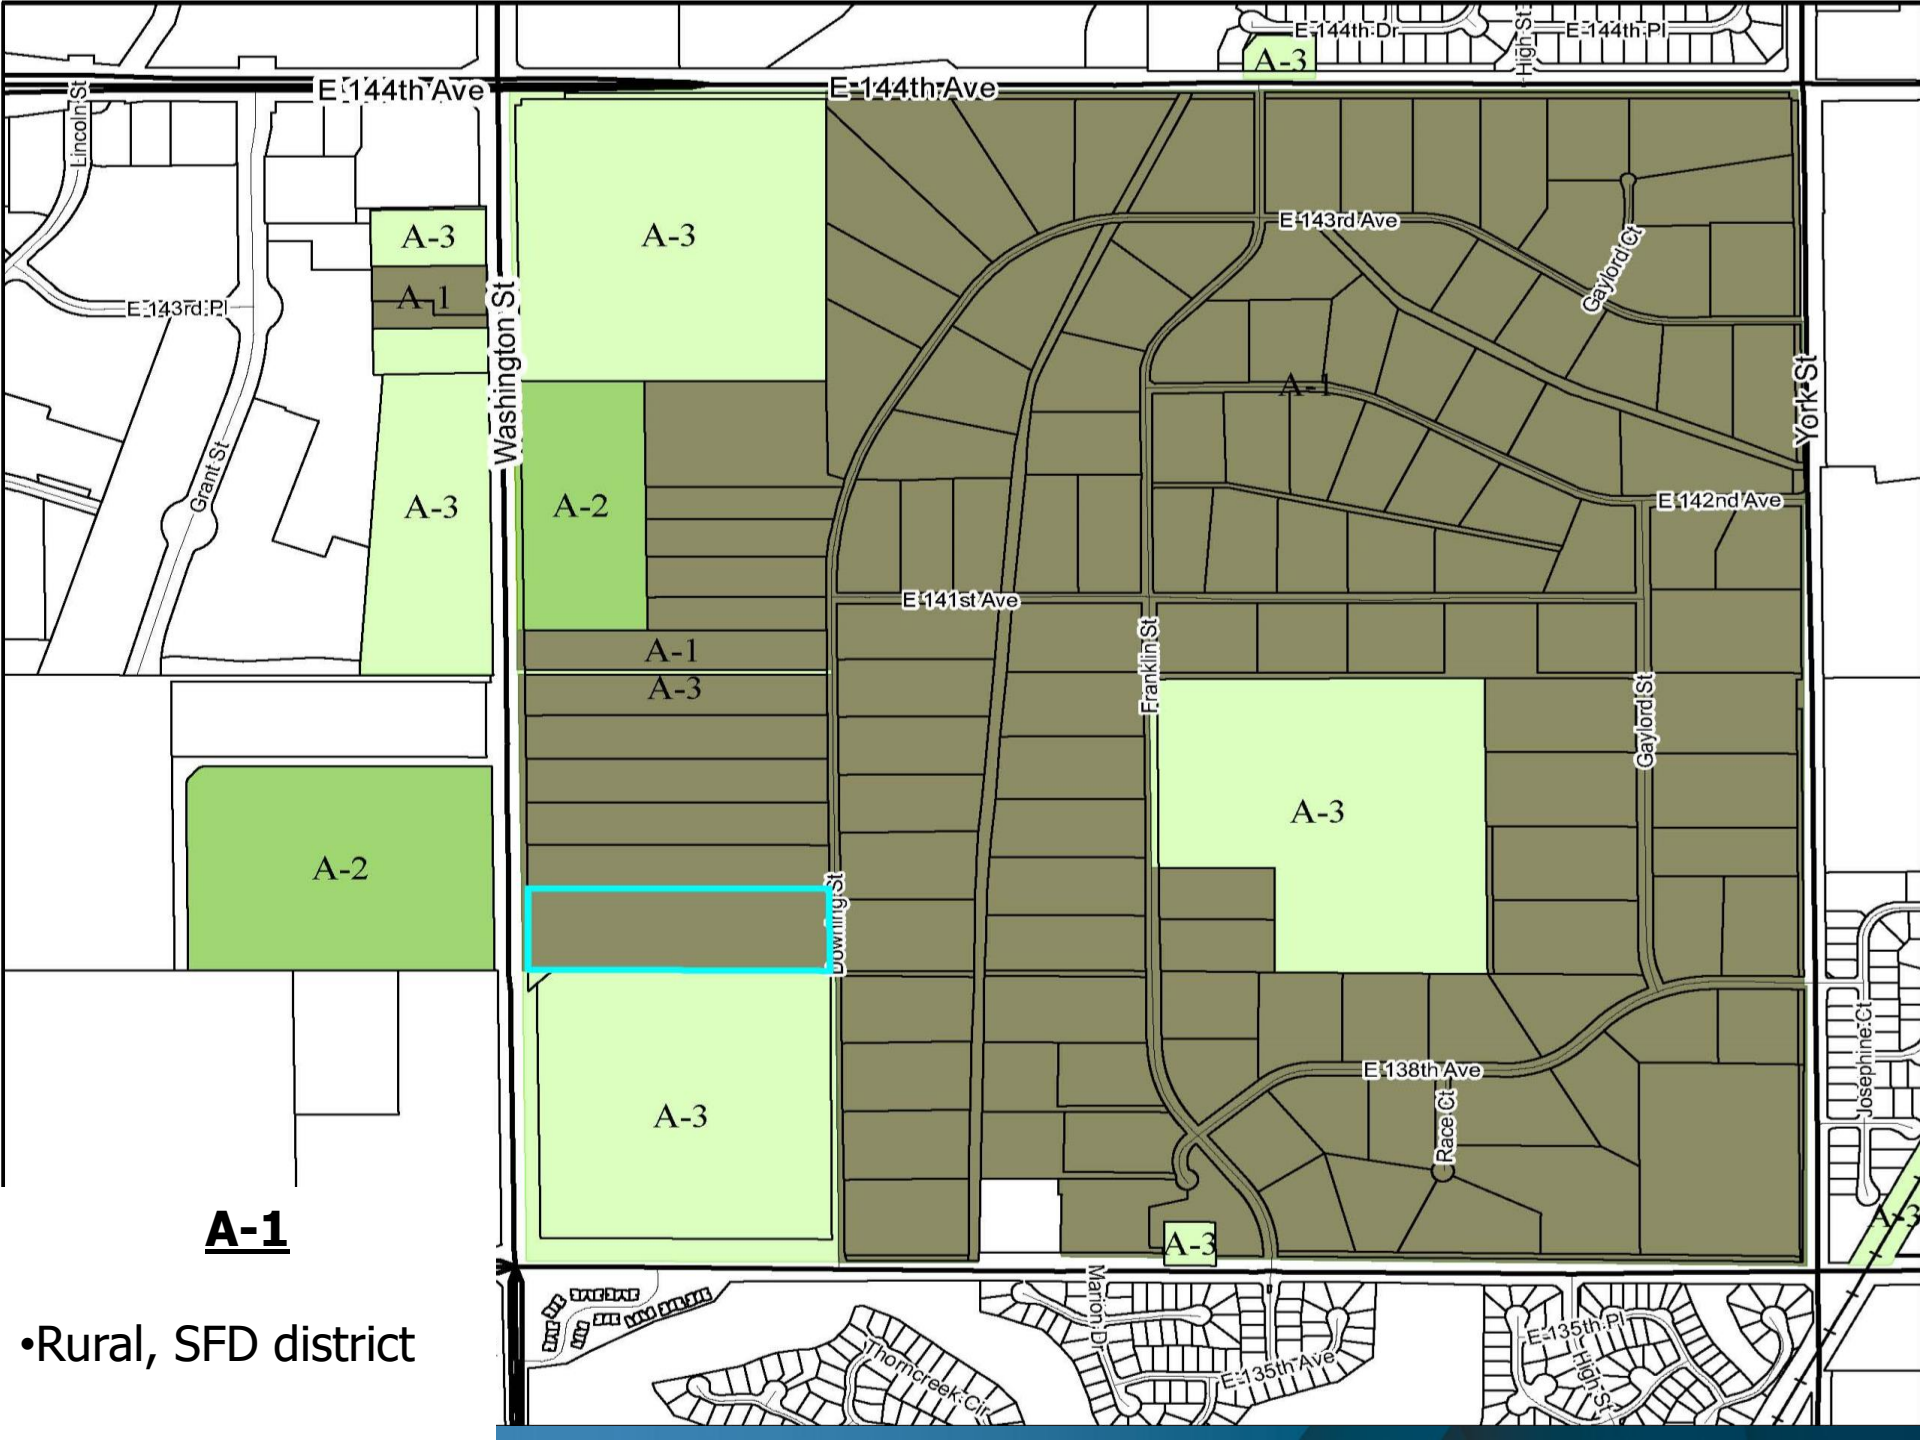 E 144th Dr
E 144th Pl
High St
A-3
E 144th Ave
E 144th Ave
Lincoln St
A-3
A-3
E 143rd Ave
Gaylord Ct
A-1
E 143rd Pl
Washington St
A-1
York St
Grant St
A-3
A-2
E 142nd Ave
E 141st Ave
A-1
Franklin St
A-3
Gaylord St
A-3
A-2
Downing St
Josephine Ct
E 138th Ave
A-3
Race Ct
A-3
A-3
A-1
Marion Dr
•Rural, SFD district
Thorncreek Cir
E 135th Ave
E 135th Pl
High St